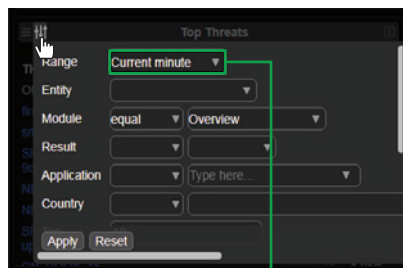 Top Threats
Range Current minute
Entity
Module equal Overview
Result
Application Type here...
Country
Apply Reset